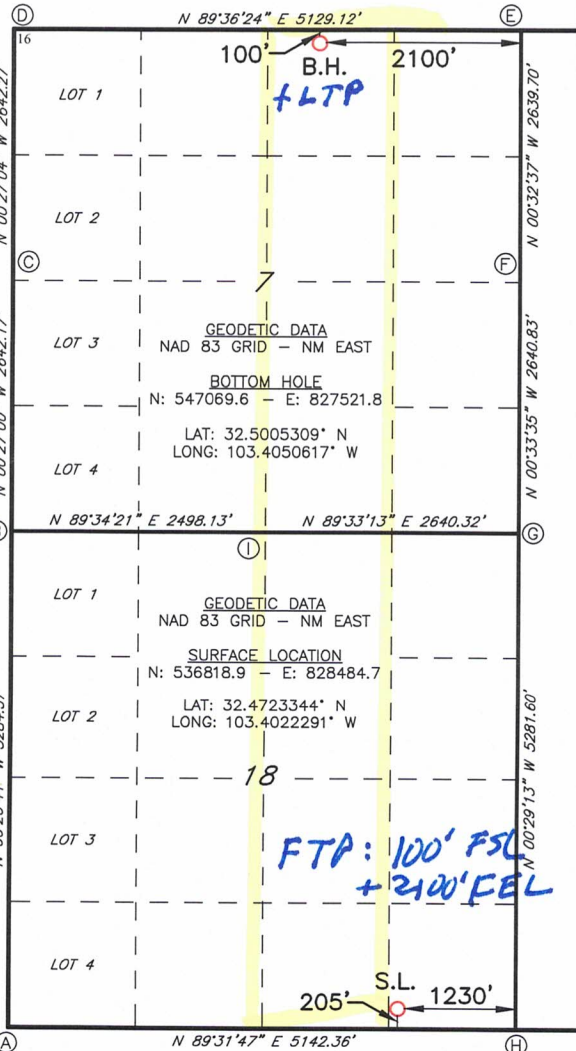 D N 89°36'24" E 5129.12' E
16
100' 2100'
B.H.
+ LTP
LOT 1
N 00°32'37" W 2639.70'
LOT 2
C F
7
GEODETIC DATA
NAD 83 GRID – NM EAST
LOT 3
BOTTOM HOLE
N: 547069.6 – E: 827521.8
N 00°33'35" W 2640.83'
LAT: 32.5005309° N
LONG: 103.4050617° W
LOT 4
N 89°34'21" E 2498.13' N 89°33'13" E 2640.32'
I G
LOT 1
GEODETIC DATA
NAD 83 GRID – NM EAST
SURFACE LOCATION
N: 536818.9 – E: 828484.7
LOT 2
LAT: 32.4723344° N
LONG: 103.4022291° W
N 00°29'13" W 5281.60'
18
LOT 3
FTP: 100' FSL
+ 2100' FEL
LOT 4
S.L.
205' 1230'
A N 89°31'47" E 5142.36' H